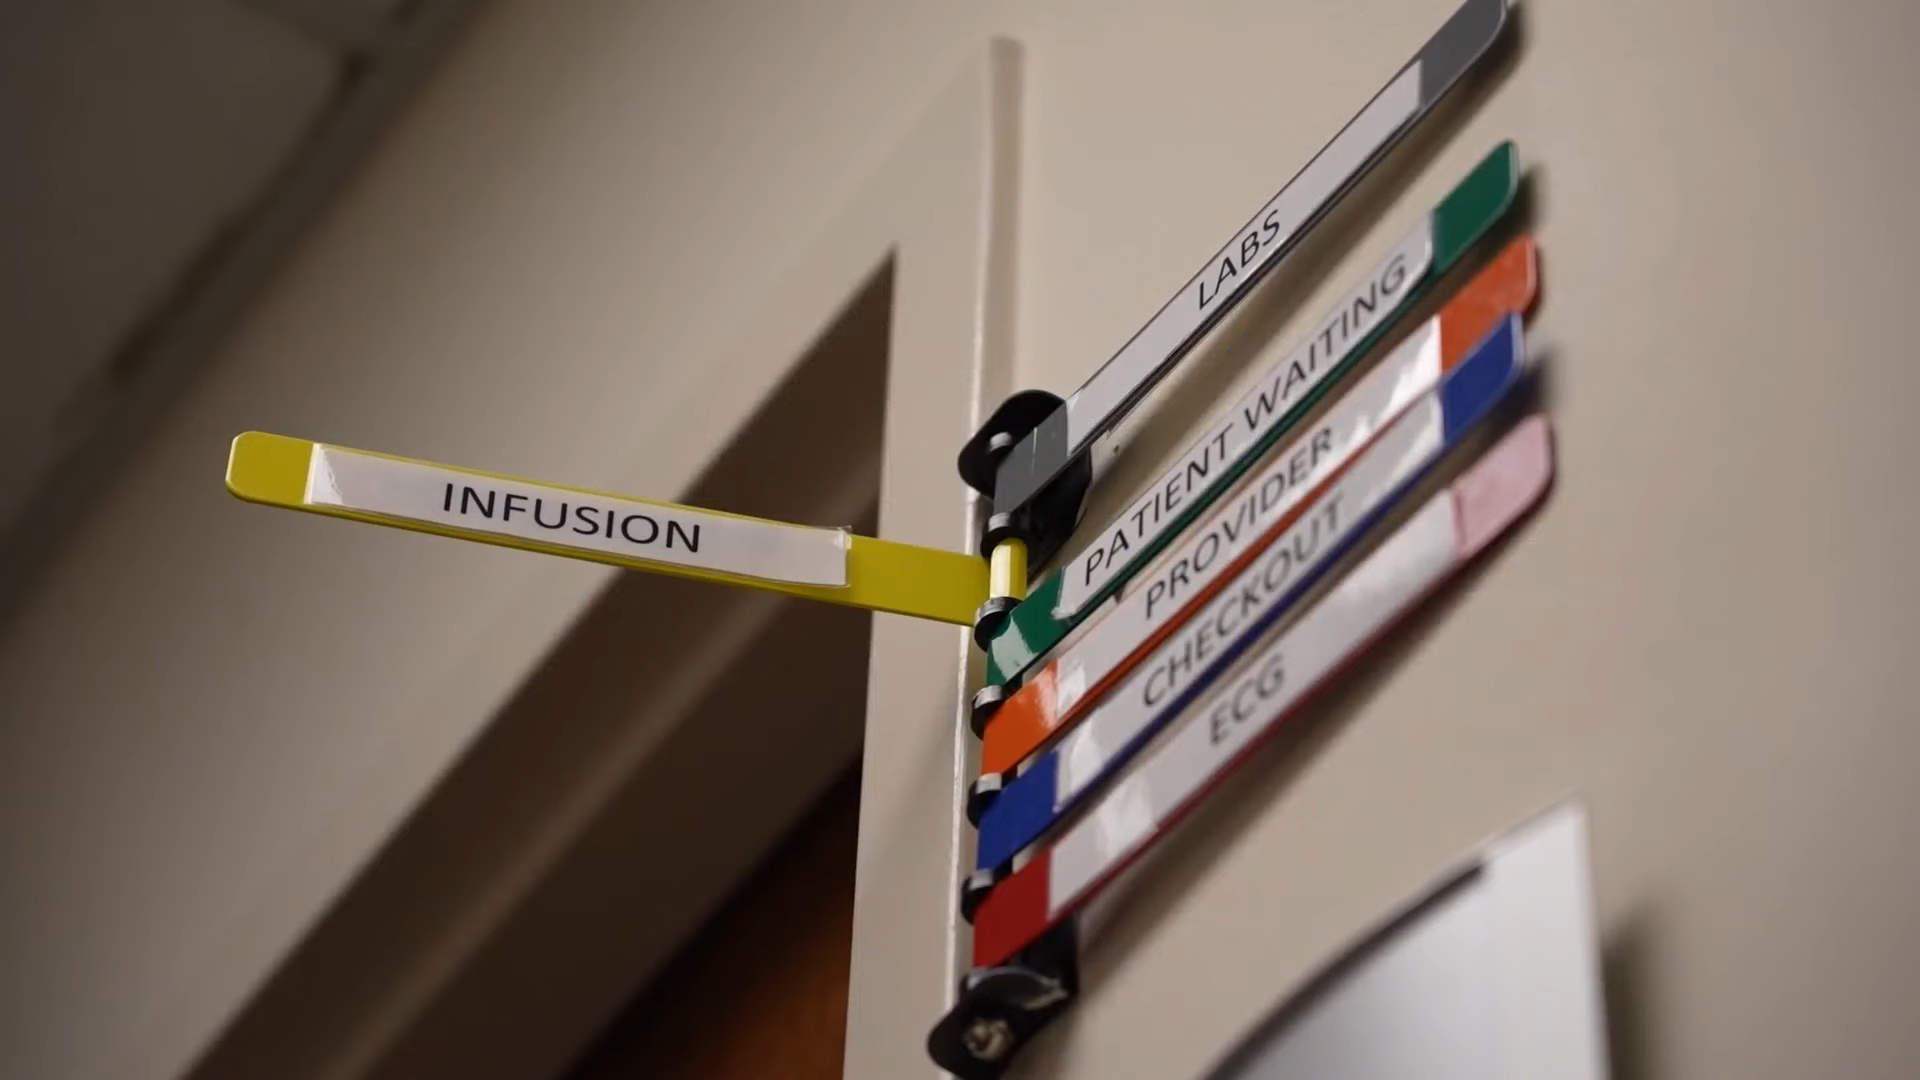 LABS
INFUSION
PATIENT WAITING
PROVIDER
CHECKOUT
ECG